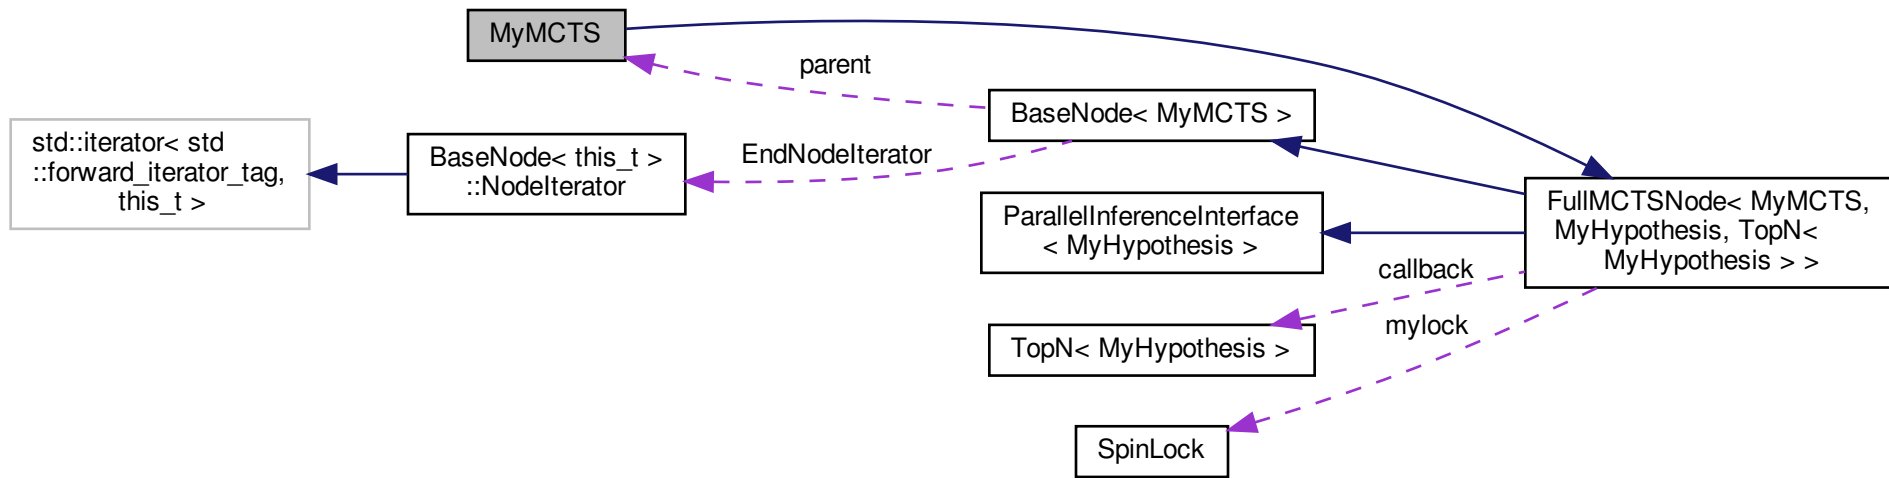 MyMCTS
parent
BaseNode< MyMCTS >
std::iterator< std
::forward_iterator_tag,
this_t >
BaseNode< this_t >
::NodeIterator
EndNodeIterator
ParallelInferenceInterface
< MyHypothesis >
FullMCTSNode< MyMCTS,
MyHypothesis, TopN<
MyHypothesis > >
callback
mylock
TopN< MyHypothesis >
SpinLock